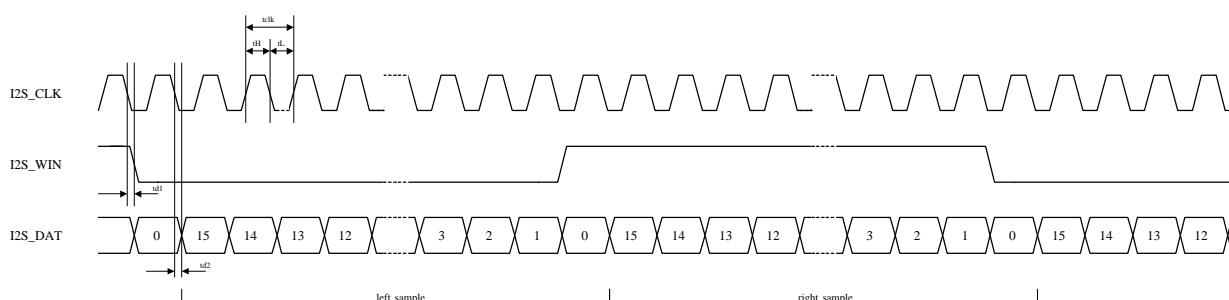 tclk
tH tL
I2S_CLK
I2S_WIN
td1
I2S_DAT 0 15 14 13 12 3 2 1 0 15 14 13 12 3 2 1 0 15 14 13 12
td2
left sample right sample